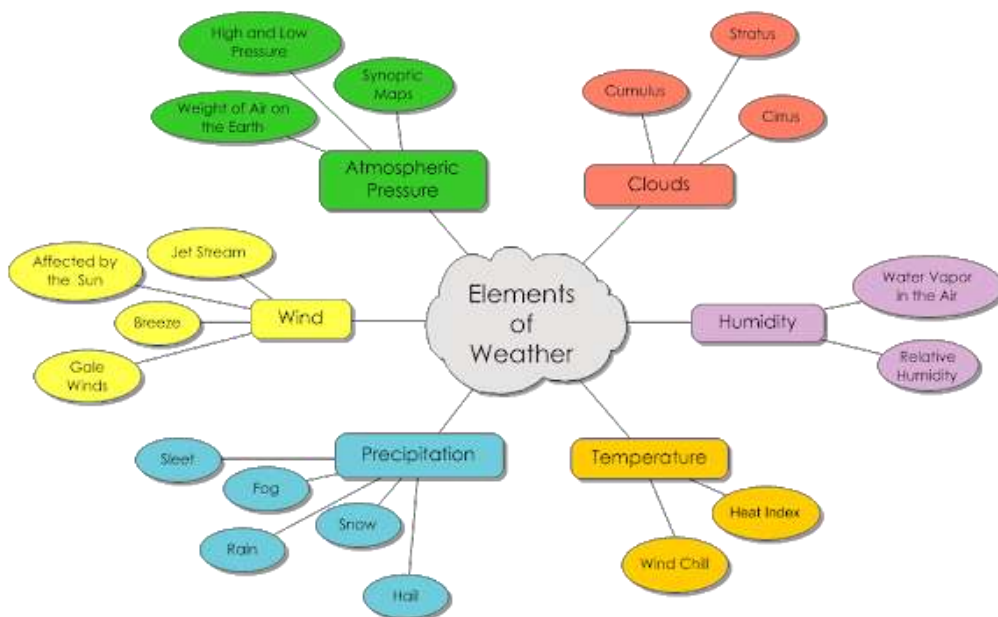 High and Low
Pressure
Synoptic
Maps
Weight of Air on
the Earth
Atmospheric
Pressure
Stratus
Cumulus
Cirrus
Clouds
Jet Stream
Affected by
the Sun
Wind
Breeze
Gale
Winds
Elements
of
Weather
Water Vapor
in the Air
Humidity
Relative
Humidity
Precipitation
Sleet
Fog
Snow
Rain
Hail
Temperature
Heat Index
Wind Chill